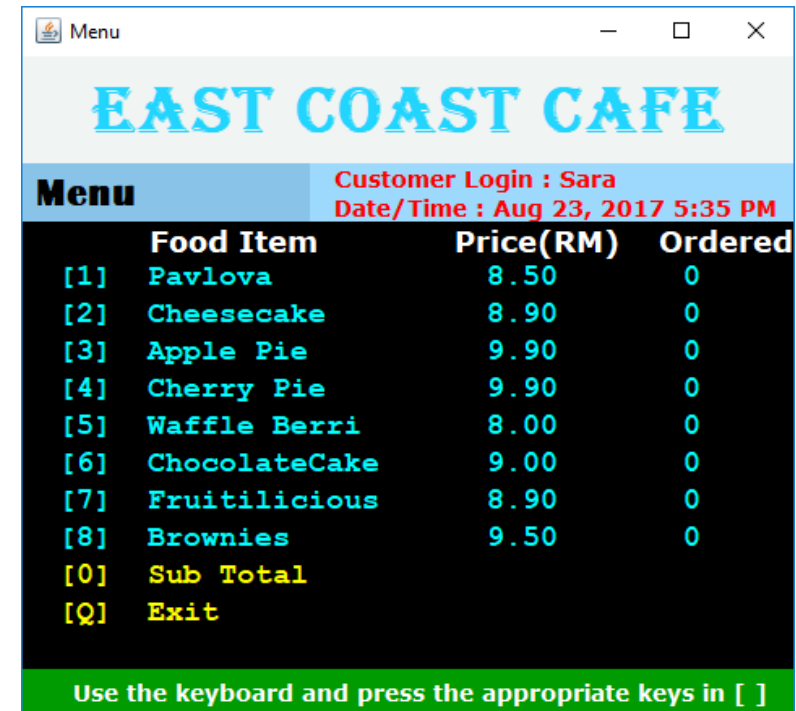 Menu
EAST COAST CAFE
Menu
Customer Login : Sara
Date/Time : Aug 23, 2017 5:35 PM
Food Item Price(RM) Ordered
[1] Pavlova 8.50 0
[2] Cheesecake 8.90 0
[3] Apple Pie 9.90 0
[4] Cherry Pie 9.90 0
[5] Waffle Berri 8.00 0
[6] ChocolateCake 9.00 0
[7] Fruitilicious 8.90 0
[8] Brownies 9.50 0
[0] Sub Total
[Q] Exit
Use the keyboard and press the appropriate keys in [ ]